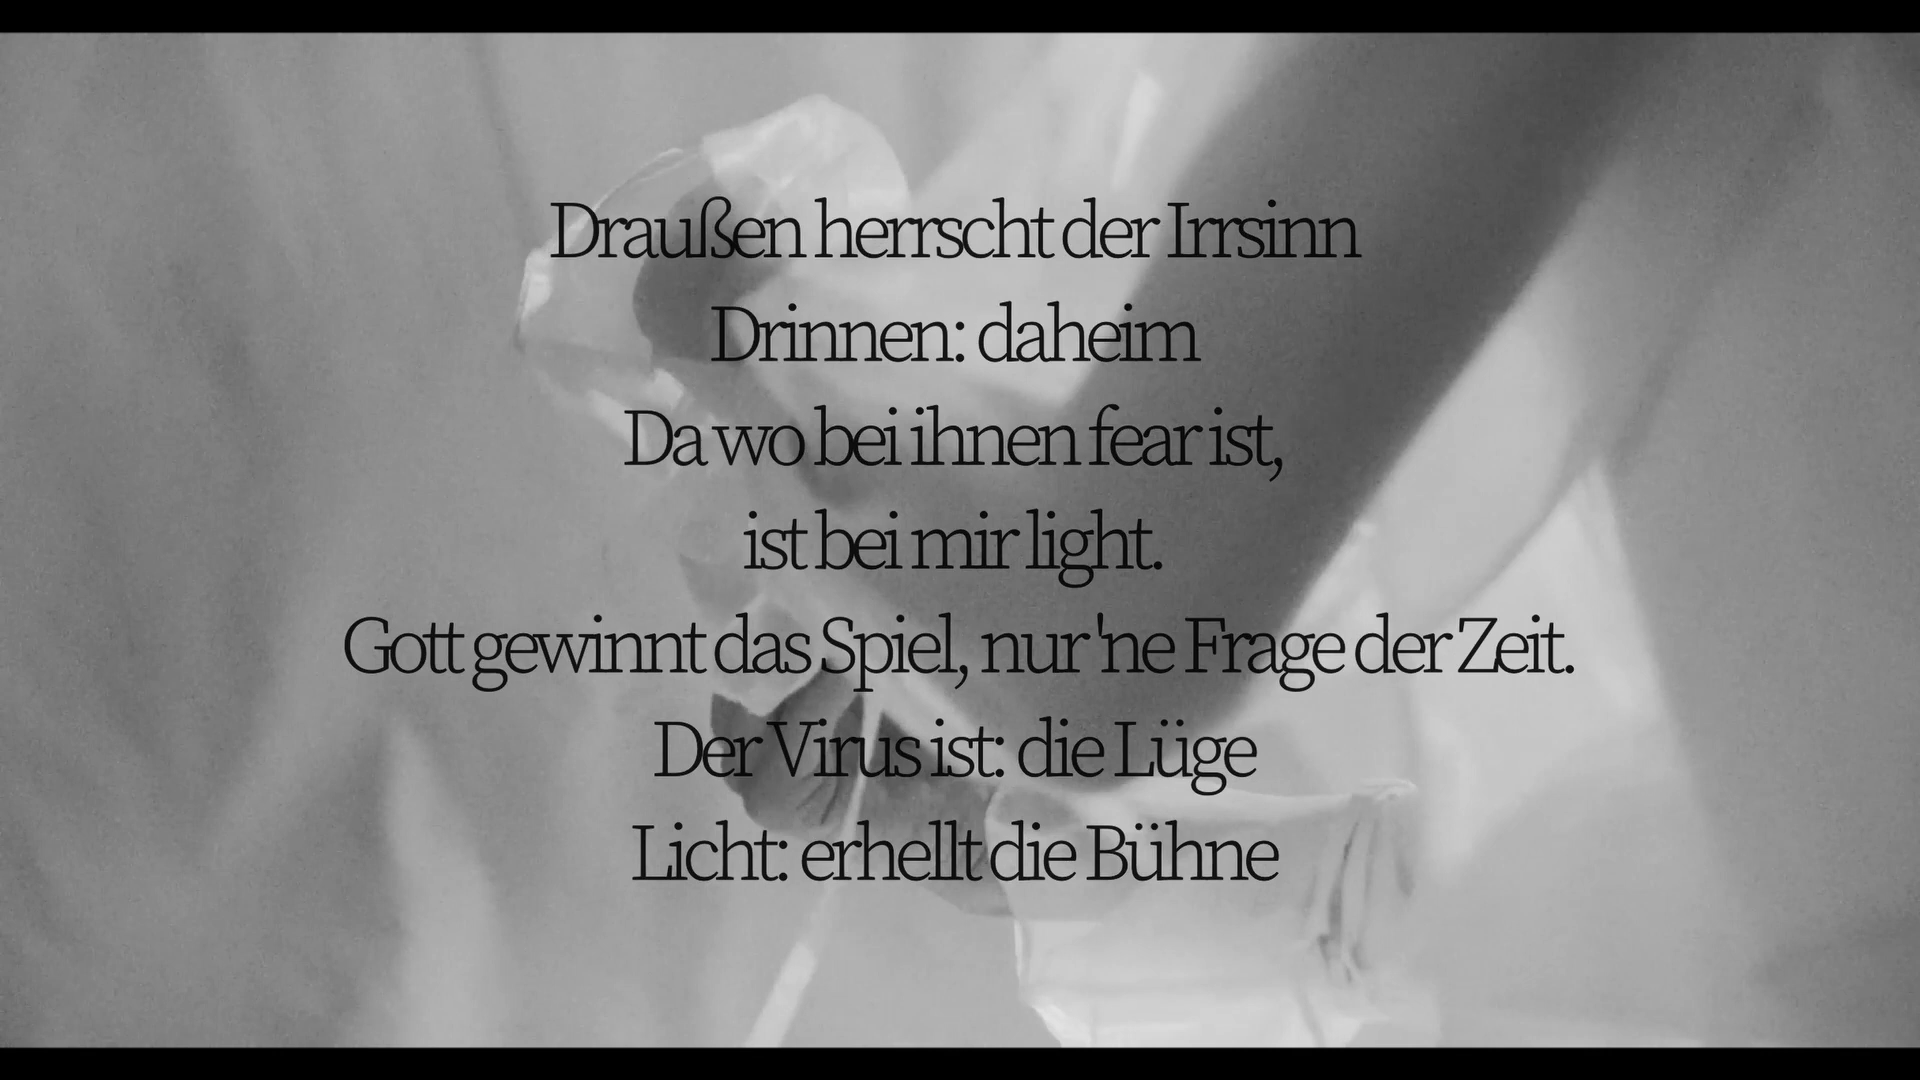 Draußen herrscht der Irrsinn
Drinnen: daheim
Da wo bei ihnen fear ist,
ist bei mir light.
Gott gewinnt das Spiel, nur 'ne Frage der Zeit.
Der Virus ist: die Lüge
Licht: erhellt die Bühne